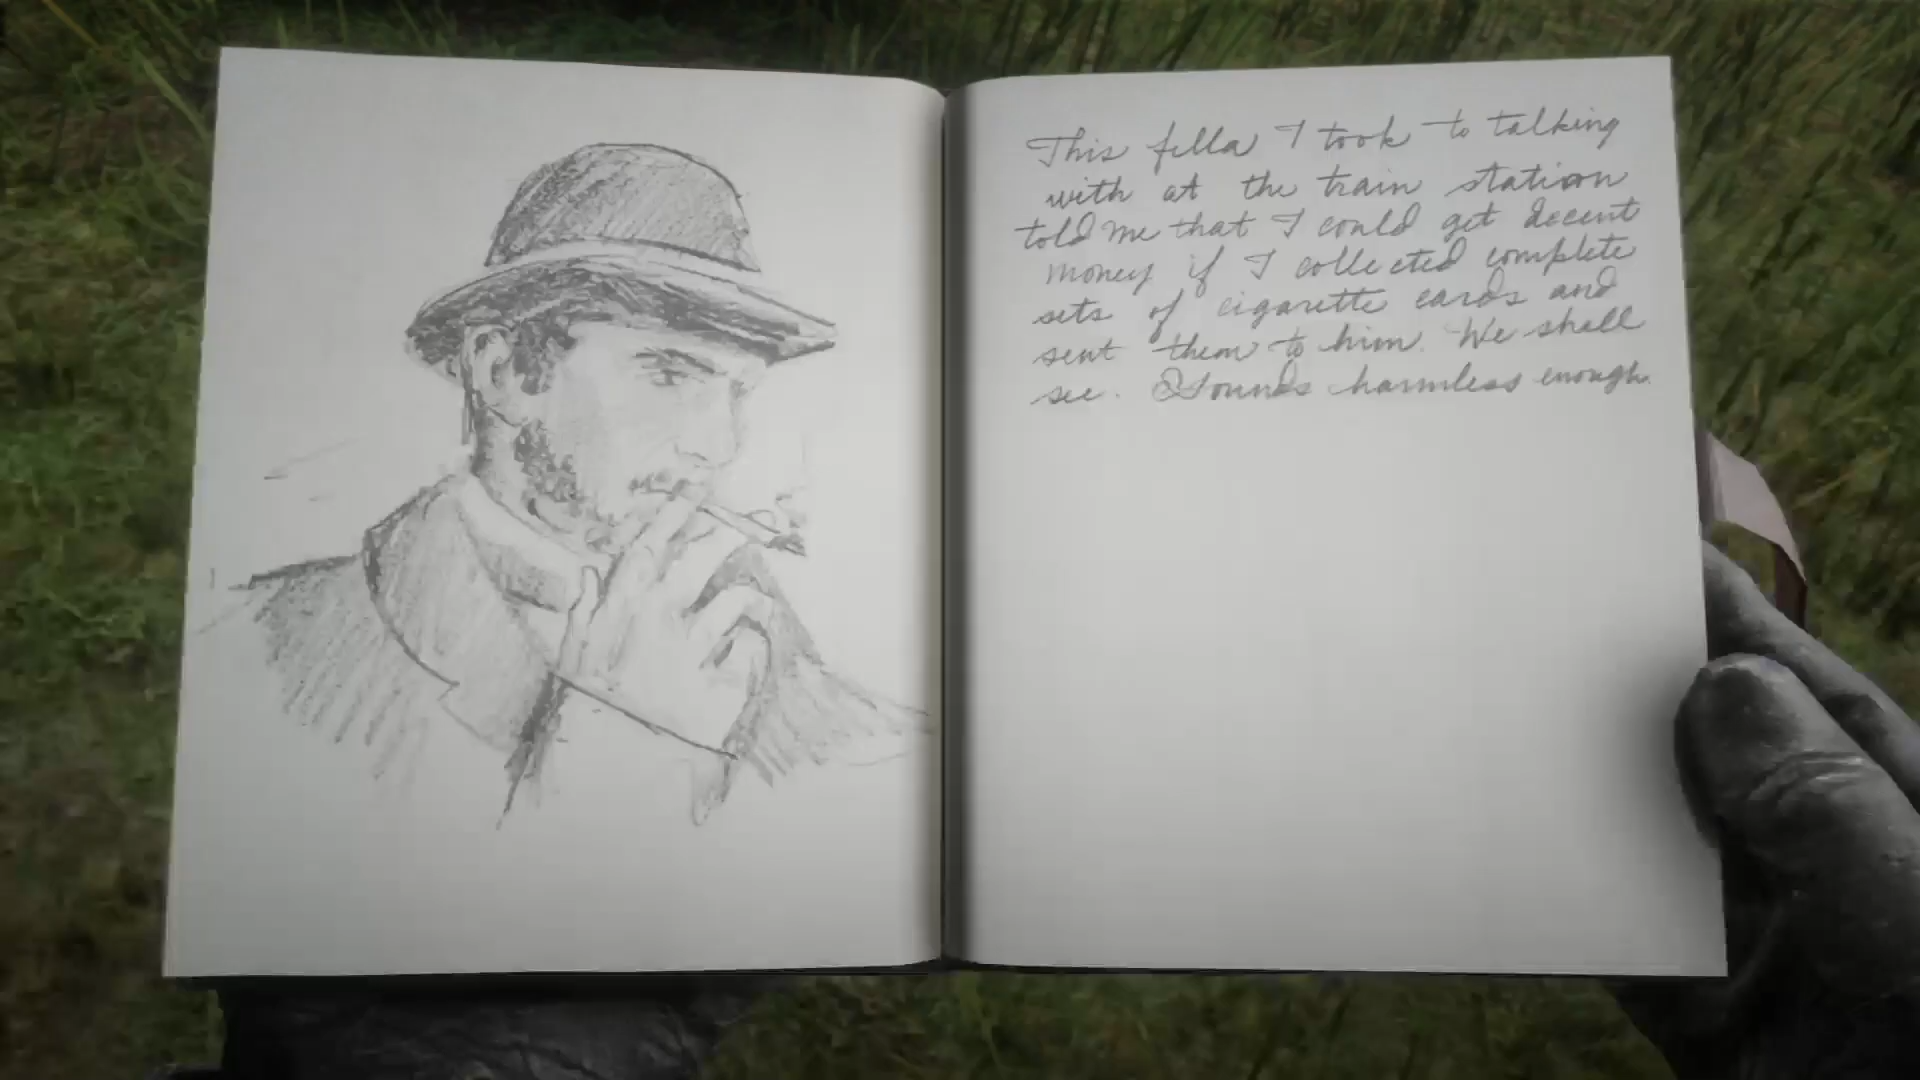 This fella I took to talking
with at the train station
told me that I could get decent
money if I collected complete
sets of cigarette cards and
sent them to him. We shall
see. Sounds harmless enough.